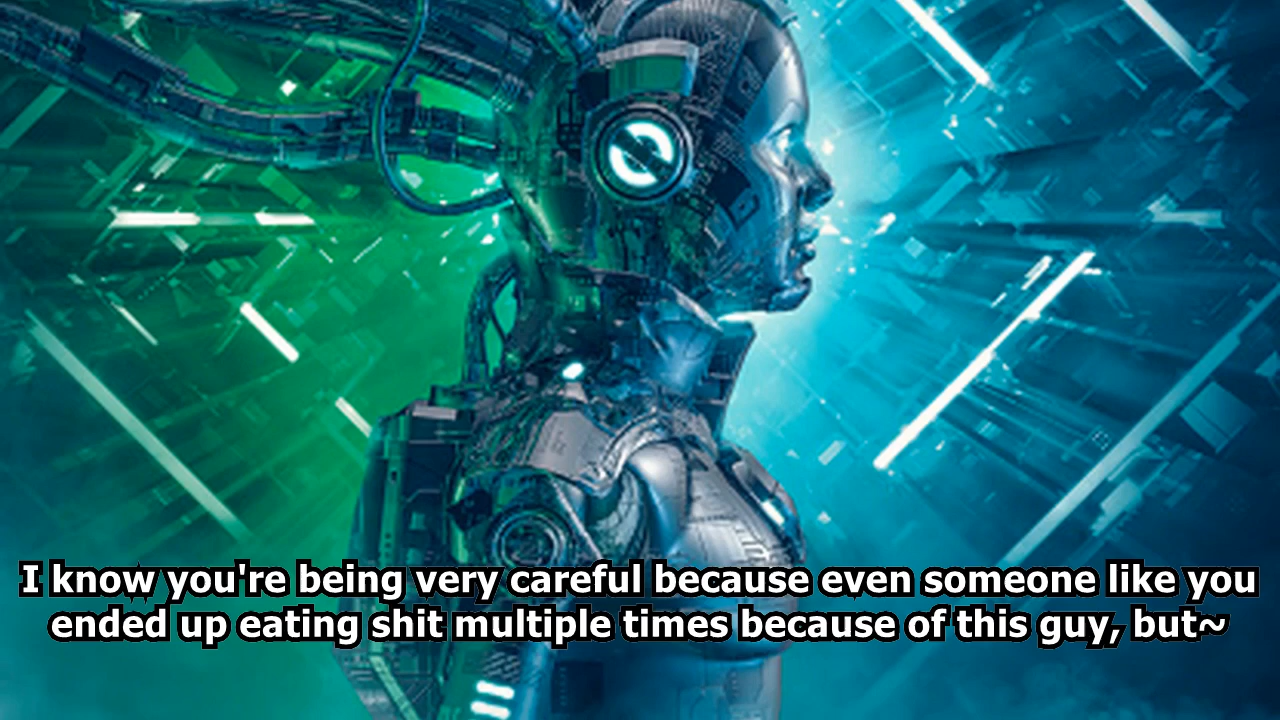 I know you're being very careful because even someone like you
ended up eating shit multiple times because of this guy, but~